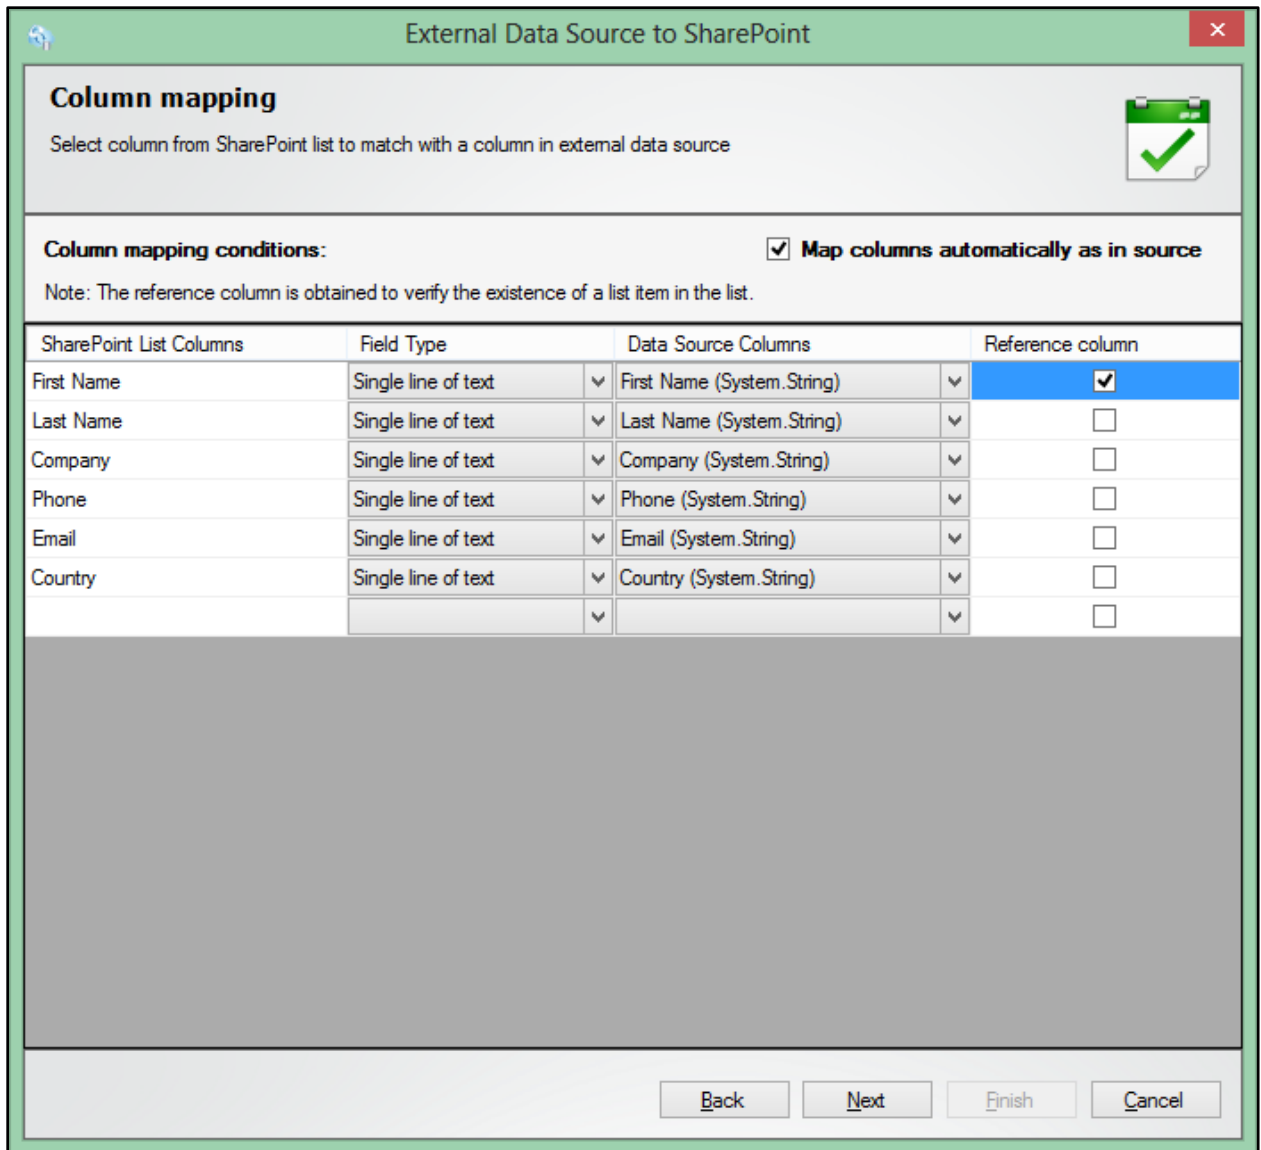 External Data Source to SharePoint
Column mapping
Select column from SharePoint list to match with a column in external data source
Column mapping conditions:
Map columns automatically as in source
Note: The reference column is obtained to verify the existence of a list item in the list.
SharePoint List Columns Field Type Data Source Columns Reference column
First Name Single line of text First Name (System.String)
Last Name Single line of text Last Name (System.String)
Company Single line of text Company (System.String)
Phone Single line of text Phone (System.String)
Email Single line of text Email (System.String)
Country Single line of text Country (System.String)
Back Next Finish Cancel